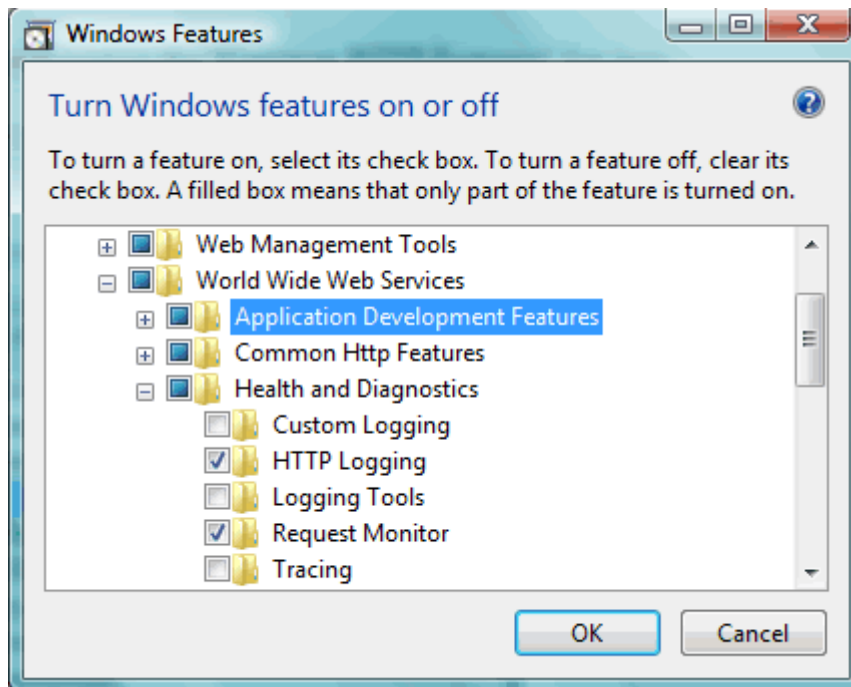 Windows Features
Turn Windows features on or off
To turn a feature on, select its check box. To turn a feature off, clear its
check box. A filled box means that only part of the feature is turned on.
Web Management Tools
World Wide Web Services
Application Development Features
Common Http Features
Health and Diagnostics
Custom Logging
HTTP Logging
Logging Tools
Request Monitor
Tracing
OK
Cancel